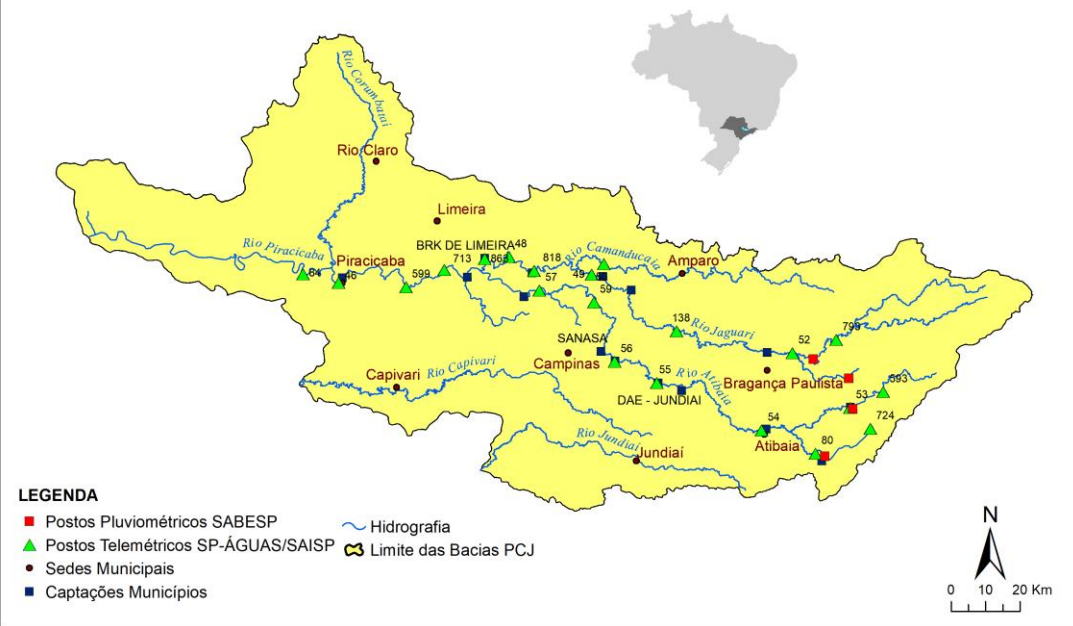 Rio Corumbataí
Rio Claro
Limeira
BRK DE LIMEIRA
48
Rio Camanducaia
Rio Piracicaba
Piracicaba
713
818
Amparo
84
46
599
57
49
59
138
Rio Jaguari
793
SANASA
52
Campinas
56
Rio Capivari
Capivari
55
Rio Atibaia
Bragança Paulista
593
DAE - JUNDIAI
53
54
724
Rio Jundiaí
Atibaia
80
Jundiaí
LEGENDA
Postos Pluviométricos SABESP
Hidrografia
Postos Telemétricos SP-ÁGUAS/SAISP
Limite das Bacias PCJ
Sedes Municipais
Captações Municípios
N
0 10 20 Km